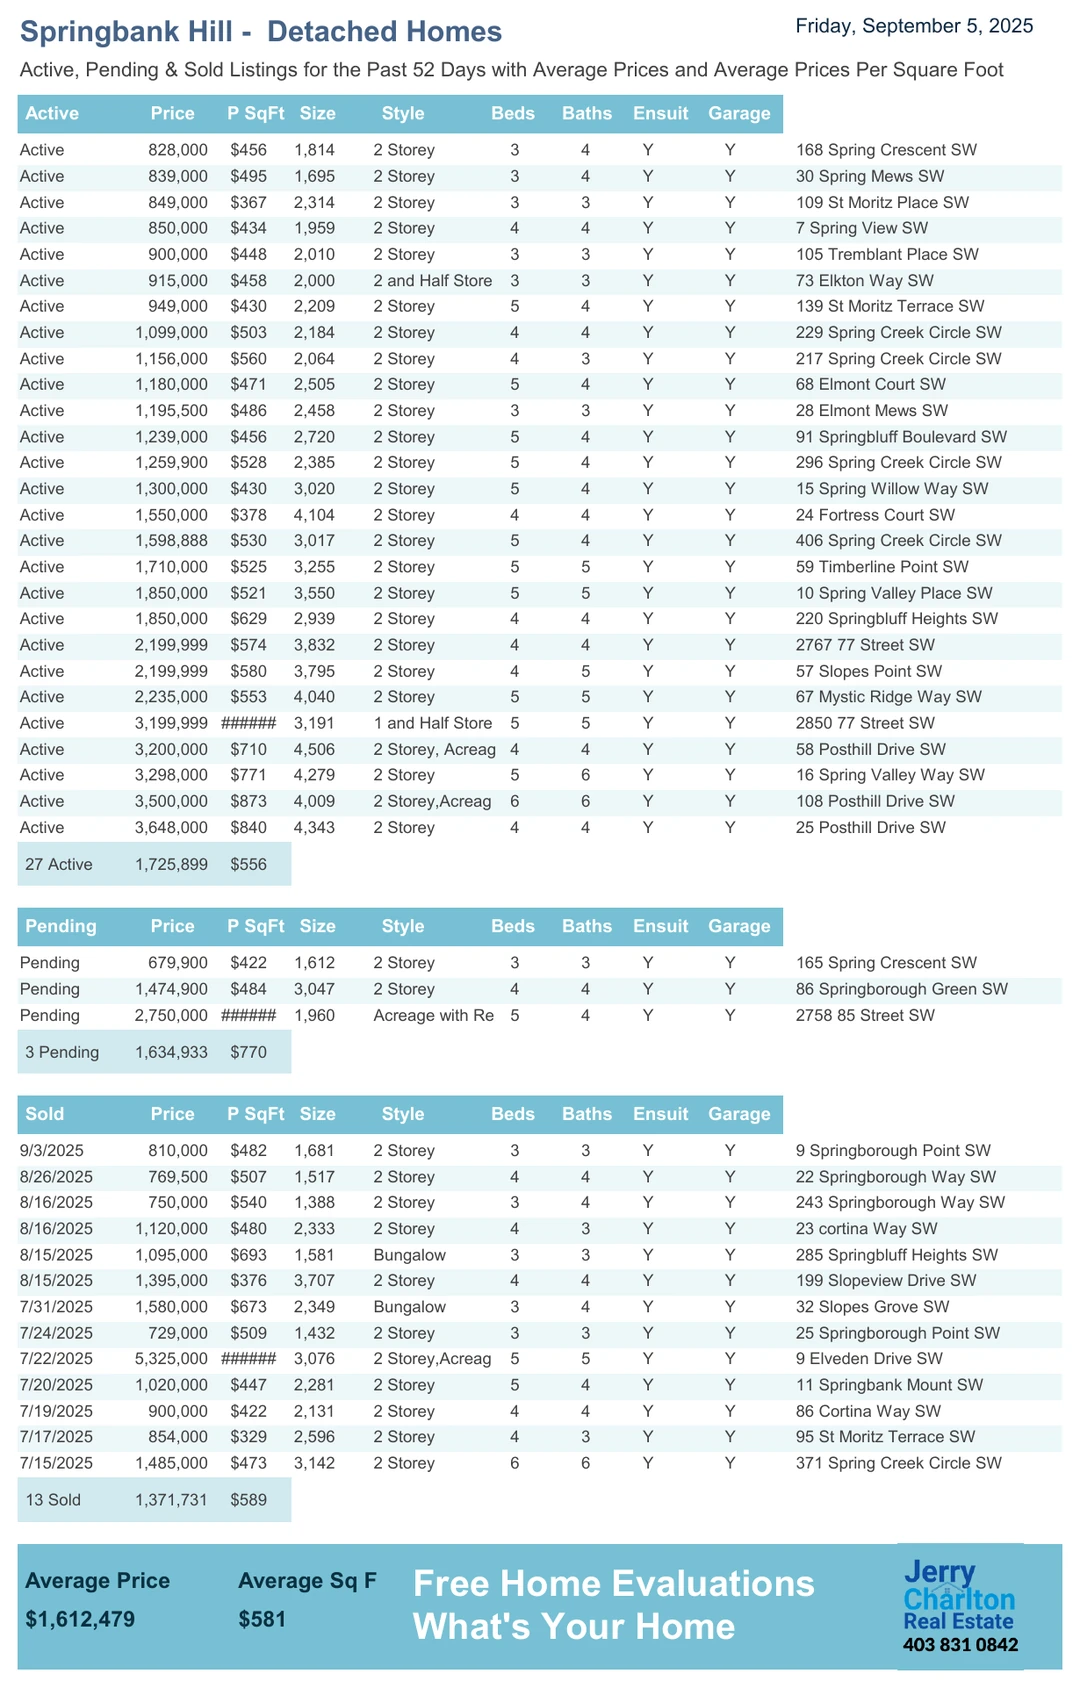 Springbank Hill - Detached Homes
Friday, September 5, 2025
Active, Pending & Sold Listings for the Past 52 Days with Average Prices and Average Prices Per Square Foot
Active Price P SqFt Size Style Beds Baths Ensuit Garage
Active 828,000 $456 1,814 2 Storey 3 4 Y Y 168 Spring Crescent SW
Active 839,000 $495 1,695 2 Storey 3 4 Y Y 30 Spring Mews SW
Active 849,000 $367 2,314 2 Storey 3 3 Y Y 109 St Moritz Place SW
Active 850,000 $434 1,959 2 Storey 4 4 Y Y 7 Spring View SW
Active 900,000 $448 2,010 2 Storey 3 3 Y Y 105 Tremblant Place SW
Active 915,000 $458 2,000 2 and Half Store 3 3 Y Y 73 Elkton Way SW
Active 949,000 $430 2,209 2 Storey 5 4 Y Y 139 St Moritz Terrace SW
Active 1,099,000 $503 2,184 2 Storey 4 4 Y Y 229 Spring Creek Circle SW
Active 1,156,000 $560 2,064 2 Storey 4 3 Y Y 217 Spring Creek Circle SW
Active 1,180,000 $471 2,505 2 Storey 5 4 Y Y 68 Elmont Court SW
Active 1,195,500 $486 2,458 2 Storey 3 3 Y Y 28 Elmont Mews SW
Active 1,239,000 $456 2,720 2 Storey 5 4 Y Y 91 Springbluff Boulevard SW
Active 1,259,900 $528 2,385 2 Storey 5 4 Y Y 296 Spring Creek Circle SW
Active 1,300,000 $430 3,020 2 Storey 5 4 Y Y 15 Spring Willow Way SW
Active 1,550,000 $378 4,104 2 Storey 4 4 Y Y 24 Fortress Court SW
Active 1,598,888 $530 3,017 2 Storey 5 4 Y Y 406 Spring Creek Circle SW
Active 1,710,000 $525 3,255 2 Storey 5 5 Y Y 59 Timberline Point SW
Active 1,850,000 $521 3,550 2 Storey 5 5 Y Y 10 Spring Valley Place SW
Active 1,850,000 $629 2,939 2 Storey 4 4 Y Y 220 Springbluff Heights SW
Active 2,199,999 $574 3,832 2 Storey 4 4 Y Y 2767 77 Street SW
Active 2,199,999 $580 3,795 2 Storey 4 5 Y Y 57 Slopes Point SW
Active 2,235,000 $553 4,040 2 Storey 5 5 Y Y 67 Mystic Ridge Way SW
Active 3,199,999 ###### 3,191 1 and Half Store 5 5 Y Y 2850 77 Street SW
Active 3,200,000 $710 4,506 2 Storey, Acreag 4 4 Y Y 58 Posthill Drive SW
Active 3,298,000 $771 4,279 2 Storey 5 6 Y Y 16 Spring Valley Way SW
Active 3,500,000 $873 4,009 2 Storey,Acreag 6 6 Y Y 108 Posthill Drive SW
Active 3,648,000 $840 4,343 2 Storey 4 4 Y Y 25 Posthill Drive SW
27 Active 1,725,899 $556
Pending Price P SqFt Size Style Beds Baths Ensuit Garage
Pending 679,900 $422 1,612 2 Storey 3 3 Y Y 165 Spring Crescent SW
Pending 1,474,900 $484 3,047 2 Storey 4 4 Y Y 86 Springborough Green SW
Pending 2,750,000 ###### 1,960 Acreage with Re 5 4 Y Y 2758 85 Street SW
3 Pending 1,634,933 $770
Sold Price P SqFt Size Style Beds Baths Ensuit Garage
9/3/2025 810,000 $482 1,681 2 Storey 3 3 Y Y 9 Springborough Point SW
8/26/2025 769,500 $507 1,517 2 Storey 4 4 Y Y 22 Springborough Way SW
8/16/2025 750,000 $540 1,388 2 Storey 3 4 Y Y 243 Springborough Way SW
8/16/2025 1,120,000 $480 2,333 2 Storey 4 3 Y Y 23 cortina Way SW
8/15/2025 1,095,000 $693 1,581 Bungalow 3 3 Y Y 285 Springbluff Heights SW
8/15/2025 1,395,000 $376 3,707 2 Storey 4 4 Y Y 199 Slopeview Drive SW
7/31/2025 1,580,000 $673 2,349 Bungalow 3 4 Y Y 32 Slopes Grove SW
7/24/2025 729,000 $509 1,432 2 Storey 3 3 Y Y 25 Springborough Point SW
7/22/2025 5,325,000 ###### 3,076 2 Storey,Acreag 5 5 Y Y 9 Elveden Drive SW
7/20/2025 1,020,000 $447 2,281 2 Storey 5 4 Y Y 11 Springbank Mount SW
7/19/2025 900,000 $422 2,131 2 Storey 4 4 Y Y 86 Cortina Way SW
7/17/2025 854,000 $329 2,596 2 Storey 4 3 Y Y 95 St Moritz Terrace SW
7/15/2025 1,485,000 $473 3,142 2 Storey 6 6 Y Y 371 Spring Creek Circle SW
13 Sold 1,371,731 $589
Average Price Average Sq F
$1,612,479 $581
Free Home Evaluations
What's Your Home
Jerry
Charlton
Real Estate
403 831 0842